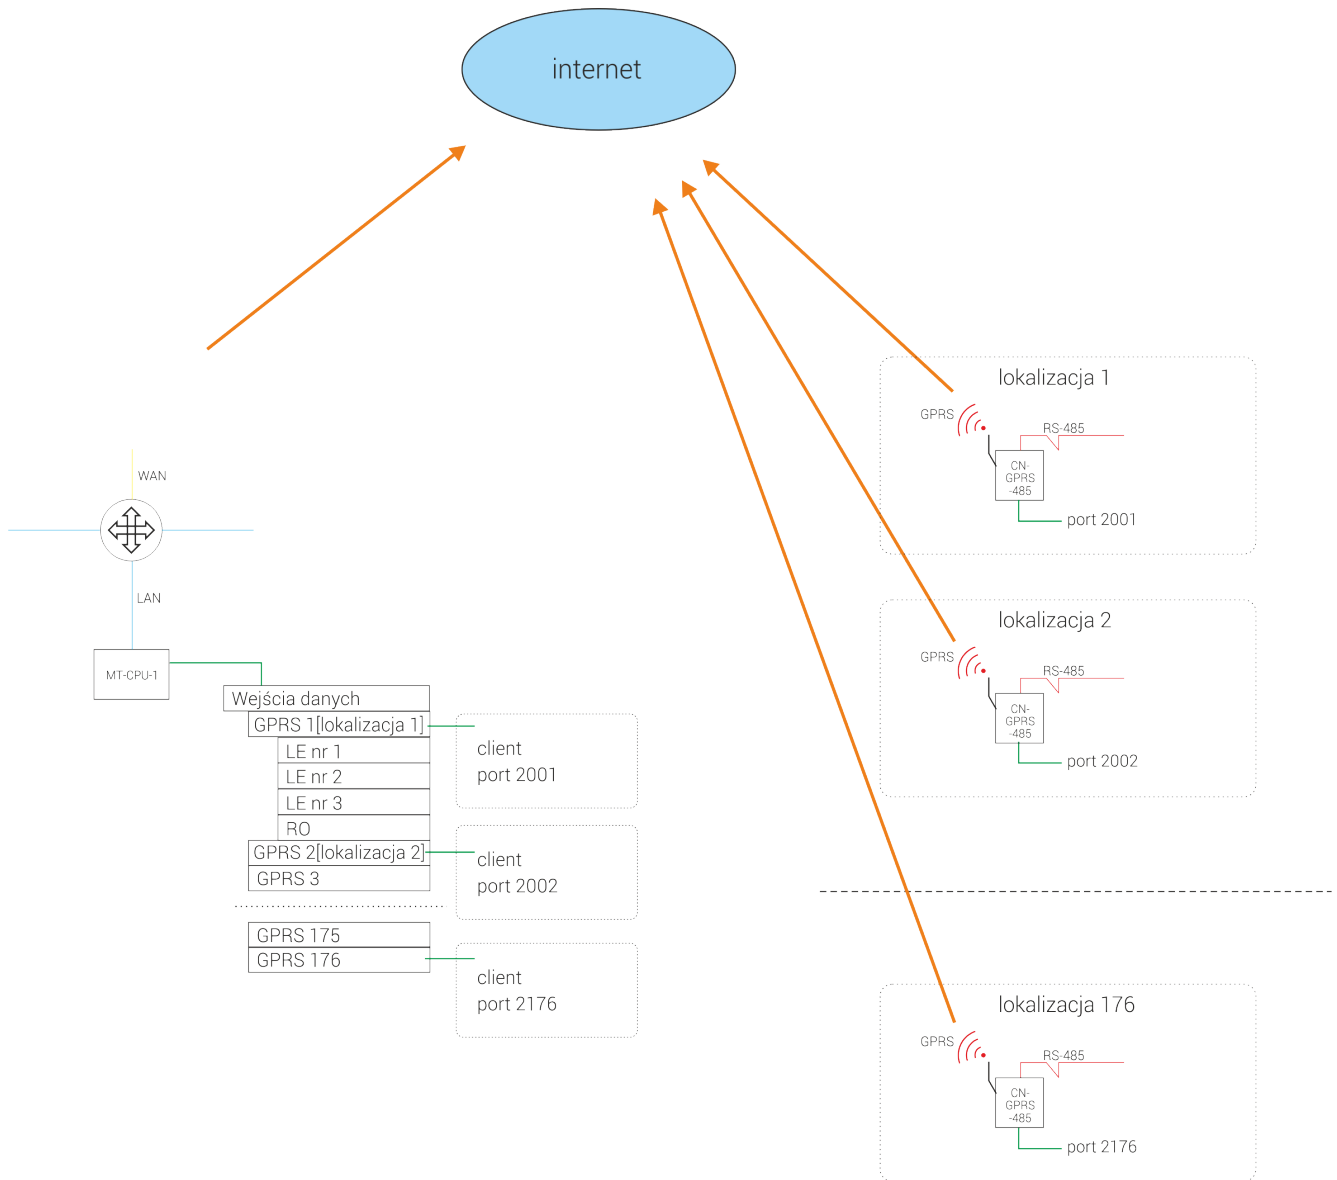 internet
WAN
LAN
MT-CPU-1
Wejścia danych
GPRS 1[lokalizacja 1]
LE nr 1
LE nr 2
LE nr 3
RO
GPRS 2[lokalizacja 2]
GPRS 3
GPRS 175
GPRS 176
client
port 2001
client
port 2002
client
port 2176
lokalizacja 1
GPRS
RS-485
CN-
GPRS
-485
port 2001
lokalizacja 2
GPRS
RS-485
CN-
GPRS
-485
port 2002
lokalizacja 176
GPRS
RS-485
CN-
GPRS
-485
port 2176